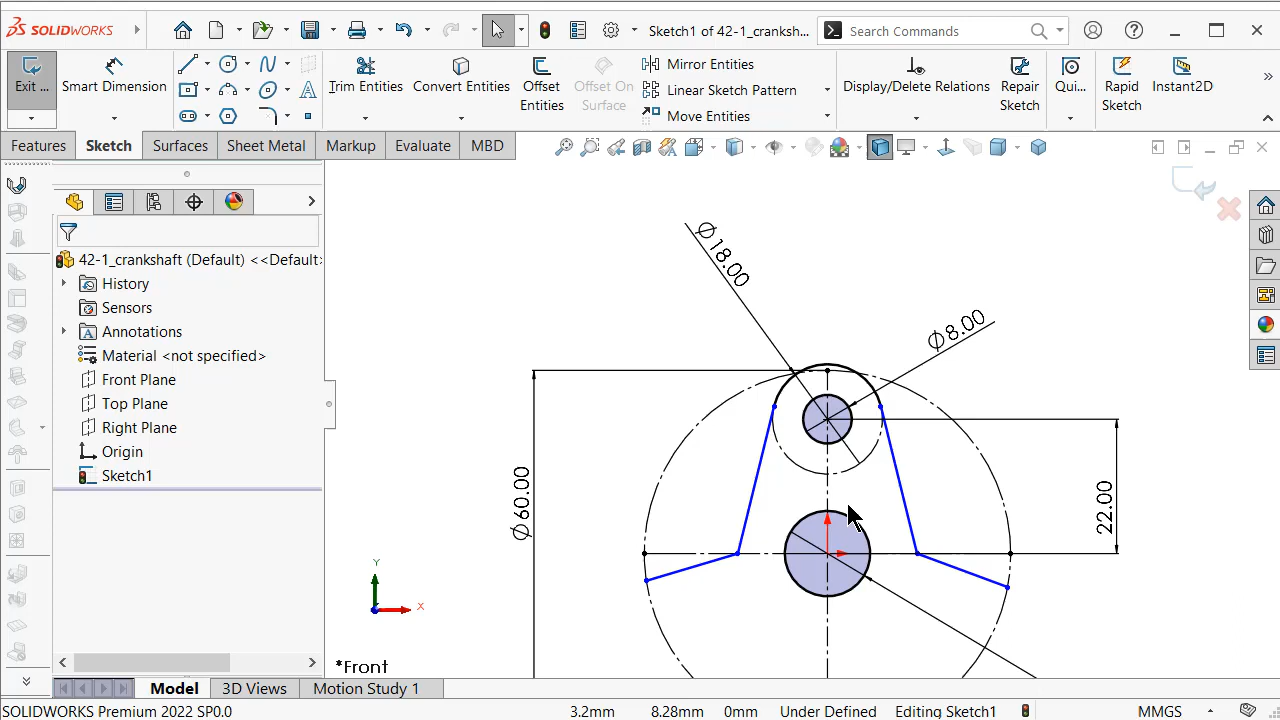 SOLIDWORKS
Sketch1 of 42-1_cranksh...
Search Commands
Exit ...
Smart Dimension
Trim Entities
Convert Entities
Offset Entities
Offset On Surface
Mirror Entities
Linear Sketch Pattern
Move Entities
Display/Delete Relations
Repair Sketch
Qui...
Rapid Sketch
Instant2D
Features
Sketch
Surfaces
Sheet Metal
Markup
Evaluate
MBD
42-1_crankshaft (Default) <<Default>
History
Sensors
Annotations
Material <not specified>
Front Plane
Top Plane
Right Plane
Origin
Sketch1
Ø18.00
Ø8.00
Ø60.00
22.00
Y
X
*Front
Model
3D Views
Motion Study 1
SOLIDWORKS Premium 2022 SP0.0
3.2mm
8.28mm
0mm
Under Defined
Editing Sketch1
MMGS